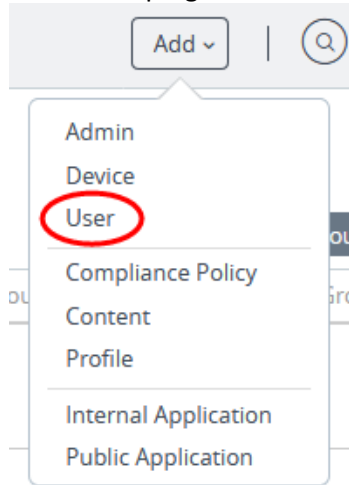 Add
Admin
Device
User
Compliance Policy
Content
Profile
Internal Application
Public Application